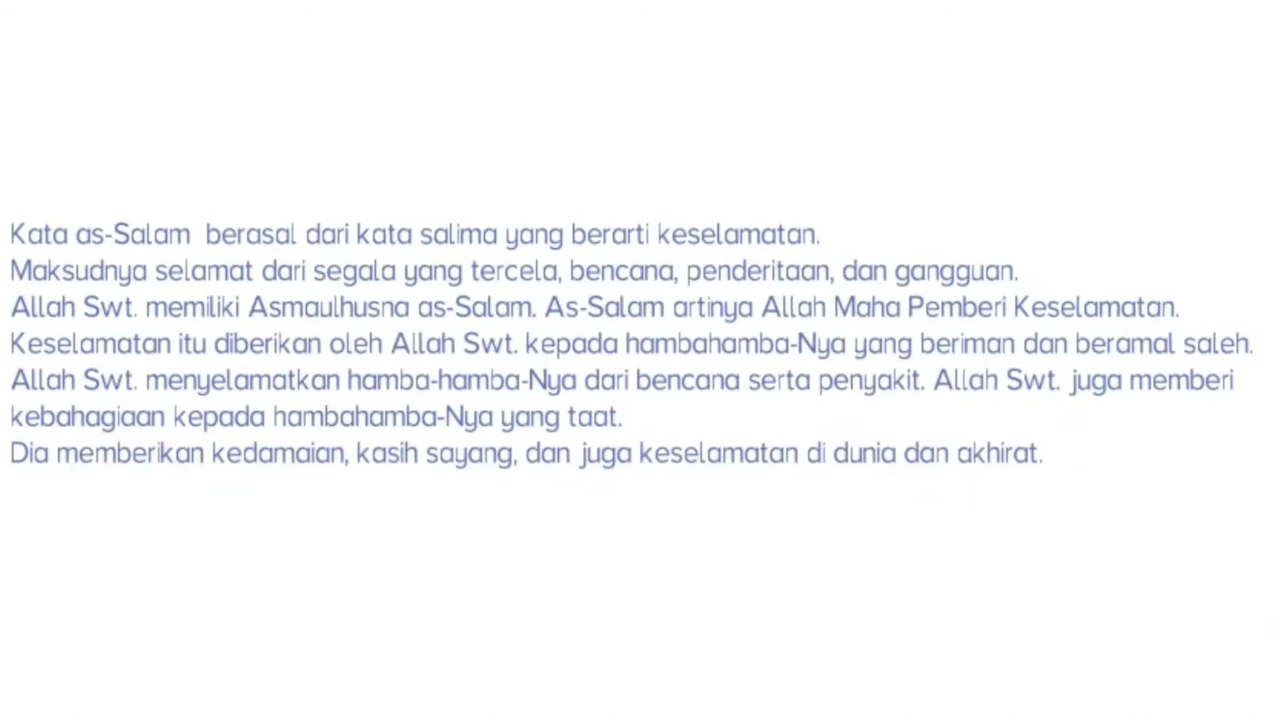 Kata as-Salam berasal dari kata salima yang berarti keselamatan.
Maksudnya selamat dari segala yang tercela, bencana, penderitaan, dan gangguan.
Allah Swt. memiliki Asmaulhusna as-Salam. As-Salam artinya Allah Maha Pemberi Keselamatan.
Keselamatan itu diberikan oleh Allah Swt. kepada hambahamba-Nya yang beriman dan beramal saleh.
Allah Swt. menyelamatkan hamba-hamba-Nya dari bencana serta penyakit. Allah Swt. juga memberi
kebahagiaan kepada hambahamba-Nya yang taat.
Dia memberikan kedamaian, kasih sayang, dan juga keselamatan di dunia dan akhirat.